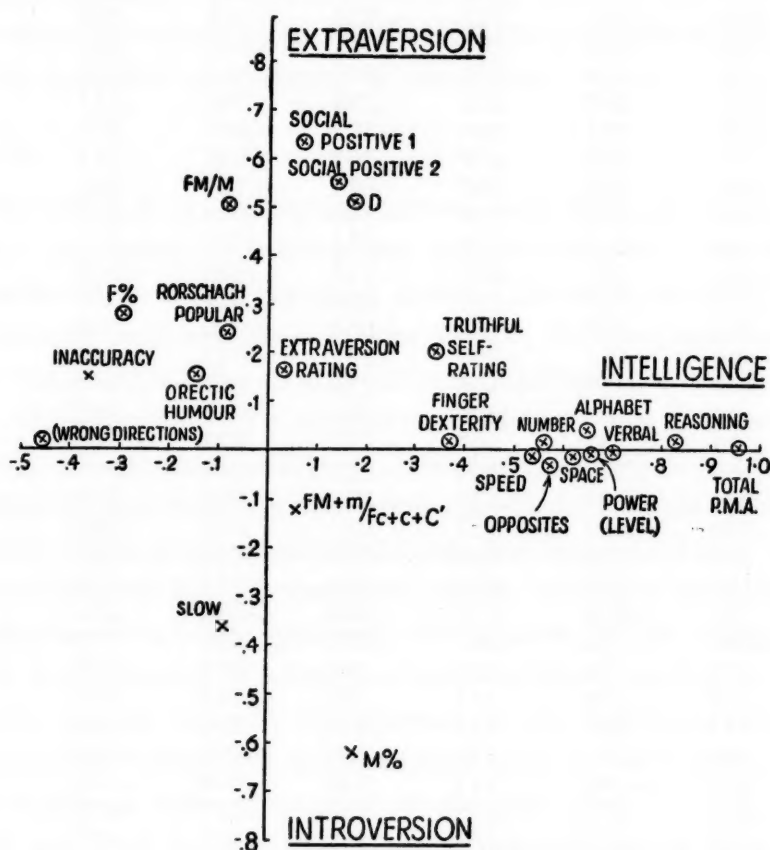 EXTRAVERSION
.8
.7
SOCIAL
POSITIVE 1
.6
SOCIAL POSITIVE 2
FM/M
D
.5
.4
F%
RORSCHACH
POPULAR
.3
TRUTHFUL
SELF-
RATING
EXTRAVERSION
RATING
INACCURACY
.2
INTELLIGENCE
ORECTIC
HUMOUR
FINGER
DEXTERITY
NUMBER
ALPHABET
VERBAL
REASONING
.1
(WRONG DIRECTIONS)
-.5 -.4 -.3 -.2 -.1 .1 .2 .3 .4 .5 .6 .7 .8 .9 1.0
SPEED
SPACE
OPPOSITES
POWER
(LEVEL)
TOTAL
P.M.A.
-.1
FM+m/Fc+c+C'
-.2
-.3
SLOW
-.4
-.5
-.6
M%
-.7
INTROVERSION
-.8